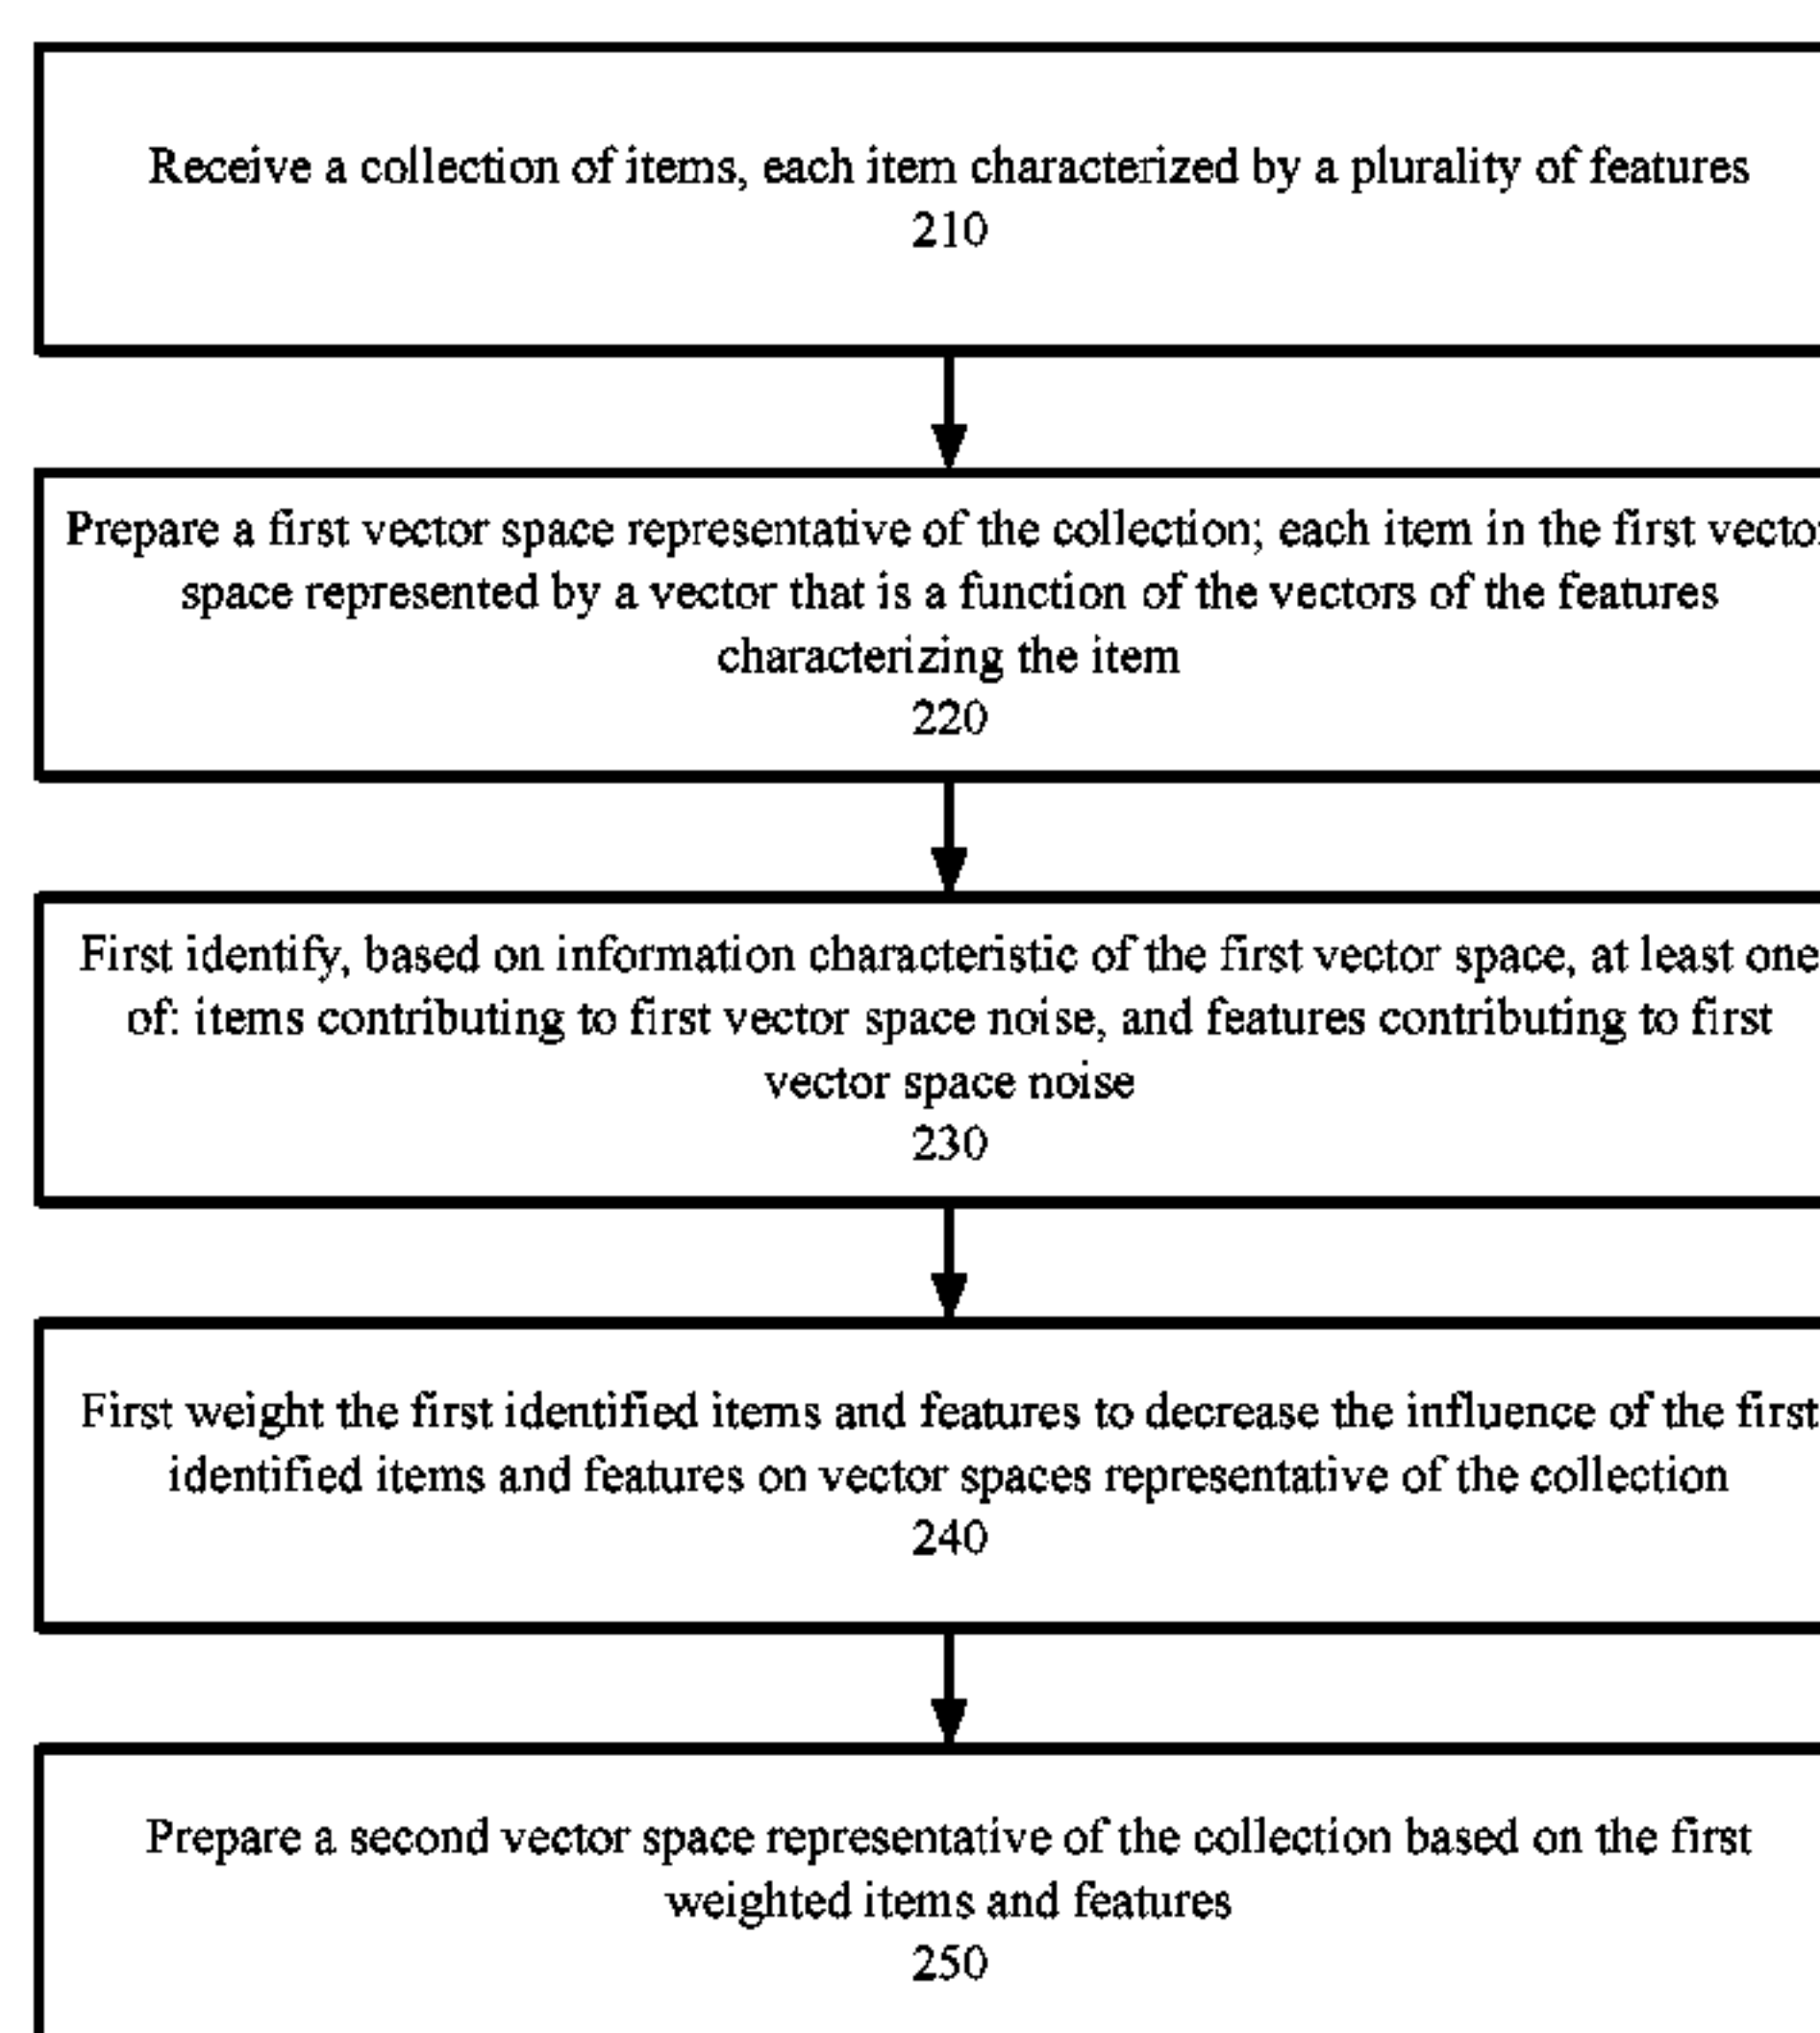 Receive a collection of items, each item characterized by a plurality of features
210
Prepare a first vector space representative of the collection; each item in the first vector
space represented by a vector that is a function of the vectors of the features
characterizing the item
220
First identify, based on information characteristic of the first vector space, at least one
of: items contributing to first vector space noise, and features contributing to first
vector space noise
230
First weight the first identified items and features to decrease the influence of the first
identified items and features on vector spaces representative of the collection
240
Prepare a second vector space representative of the collection based on the first
weighted items and features
250